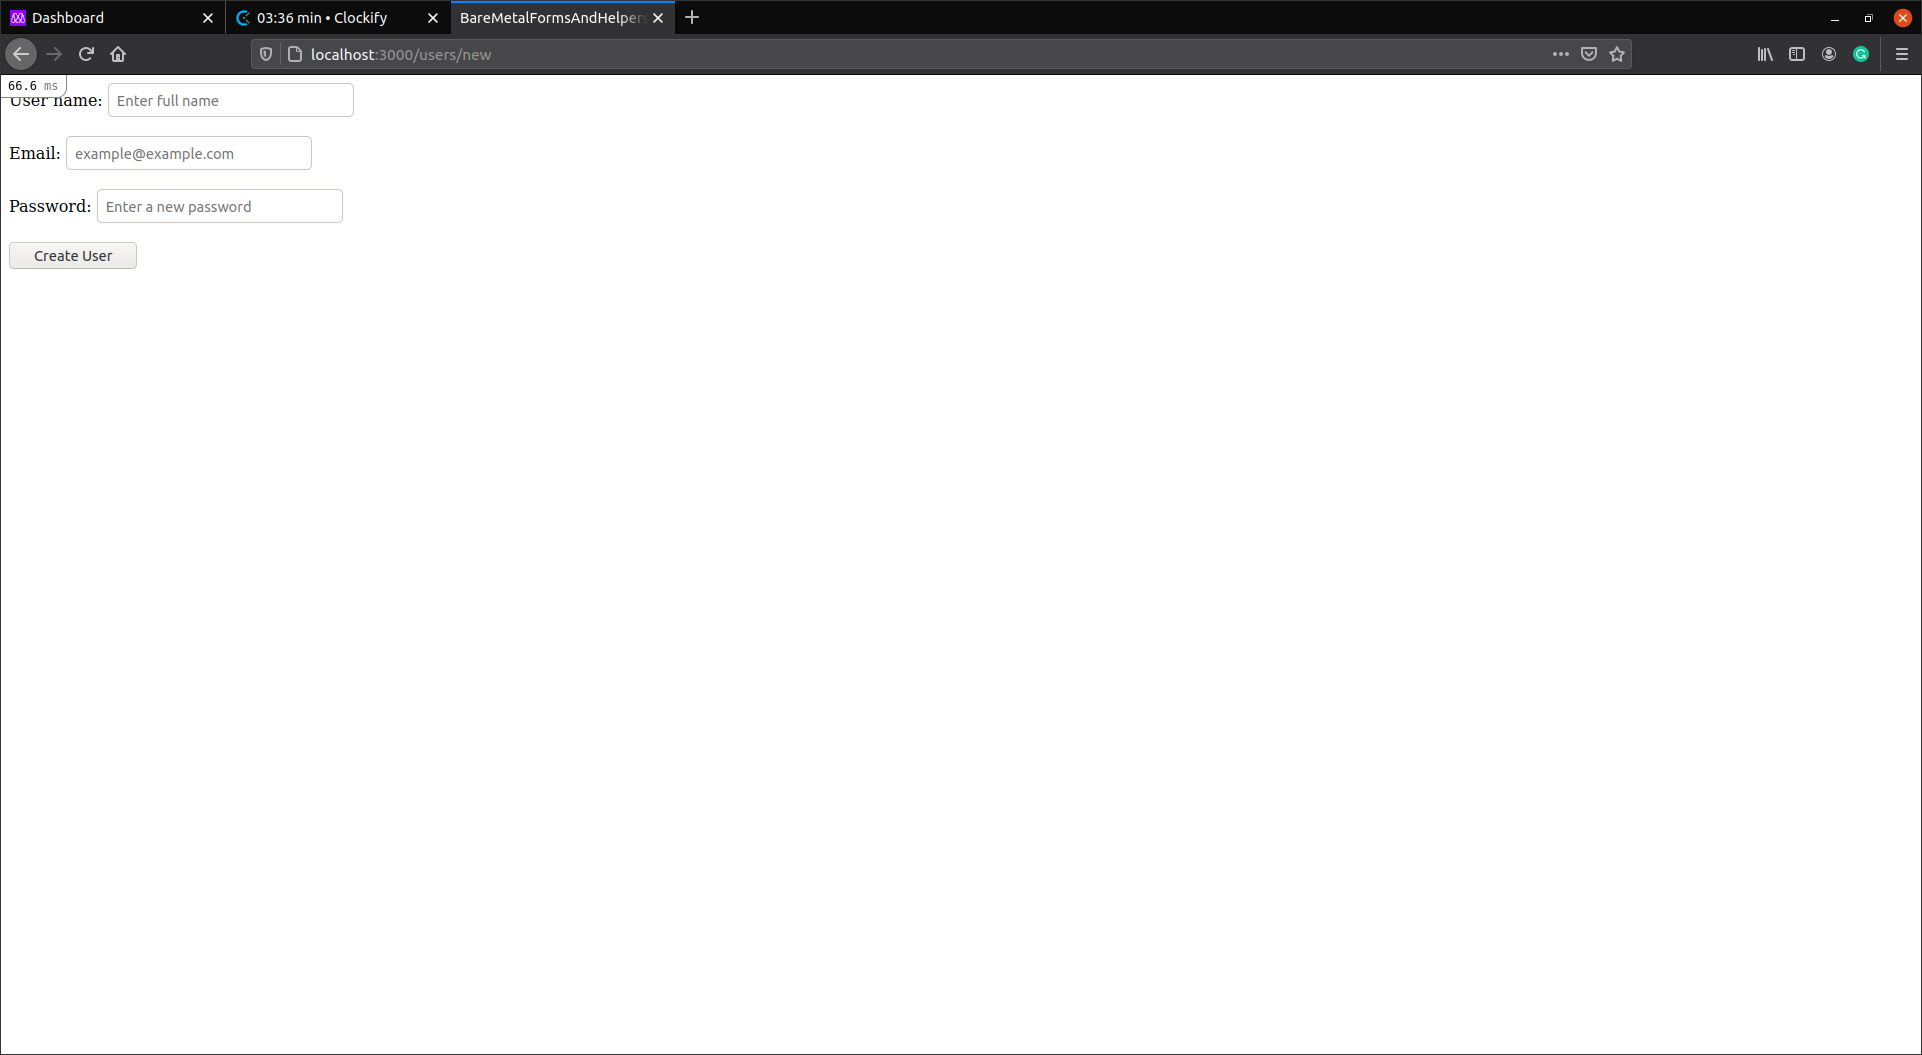 Dashboard
03:36 min • Clockify
BareMetalFormsAndHelpers
localhost:3000/users/new
66.6 ms
User name: Enter full name
Email: example@example.com
Password: Enter a new password
Create User